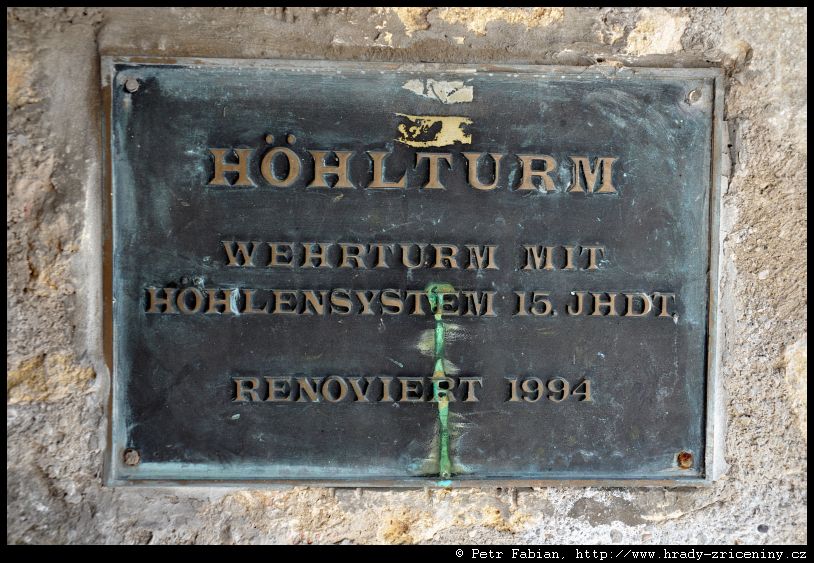 HÖHLTURM
WEHRTURM MIT
HÖHLENSYSTEM 15. JHDT.
RENOVIERT 1994
© Petr Fabian, http://www.hrady-zriceniny.cz